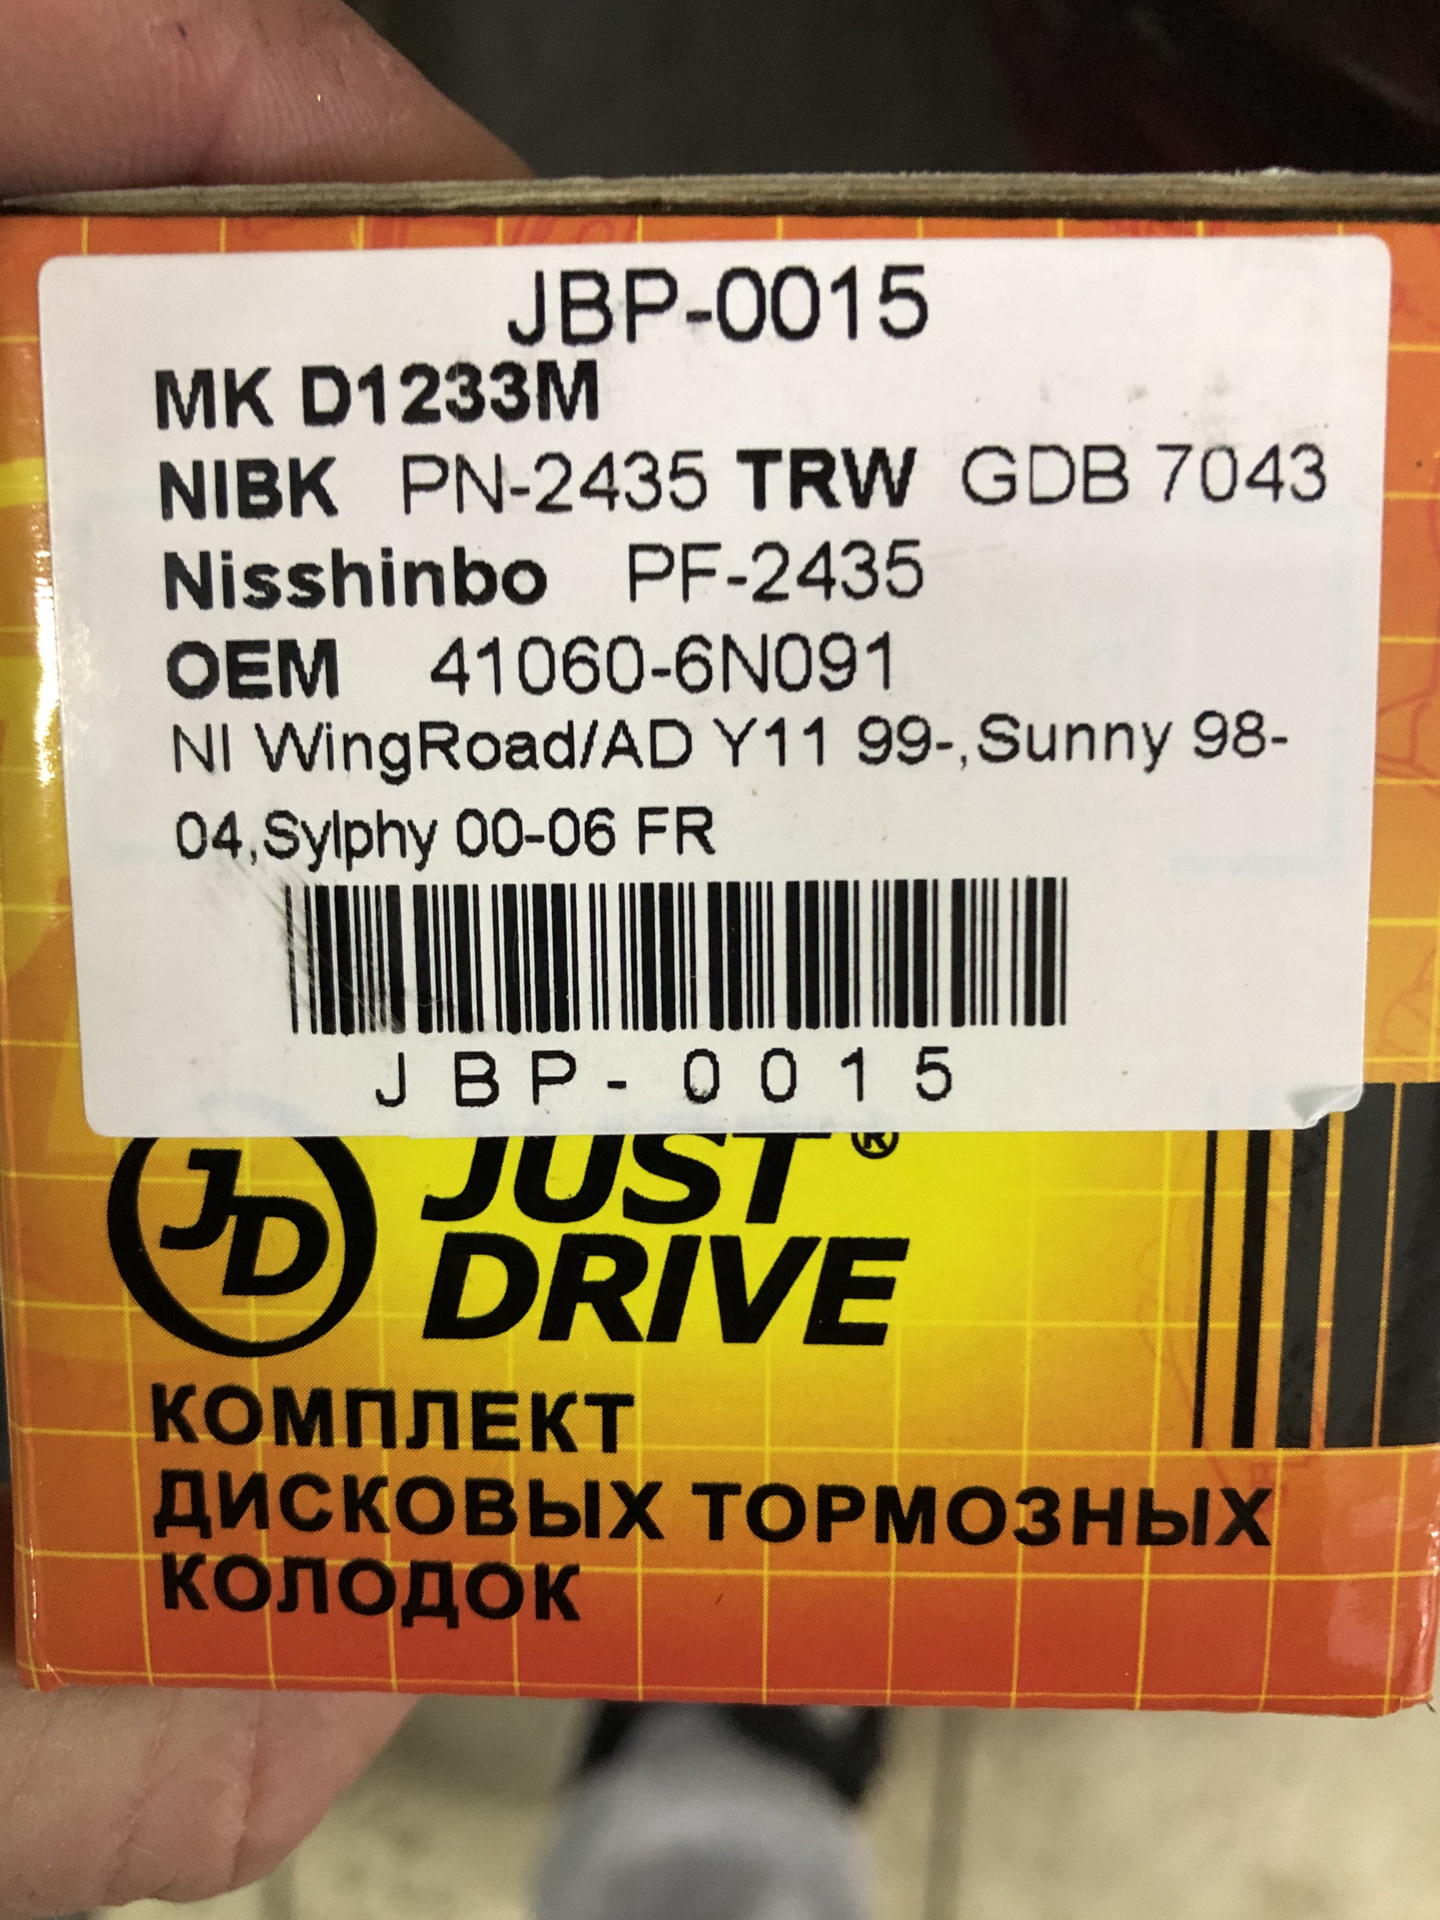 JBP-0015
MK D1233M
NIBK PN-2435 TRW GDB 7043
Nisshinbo PF-2435
OEM 41060-6N091
NI WingRoad/AD Y11 99-,Sunny 98-
04,Sylphy 00-06 FR
JBP-0015
JD
JUST ®
DRIVE
КОМПЛЕКТ
ДИСКОВЫХ ТОРМОЗНЫХ
КОЛОДОК